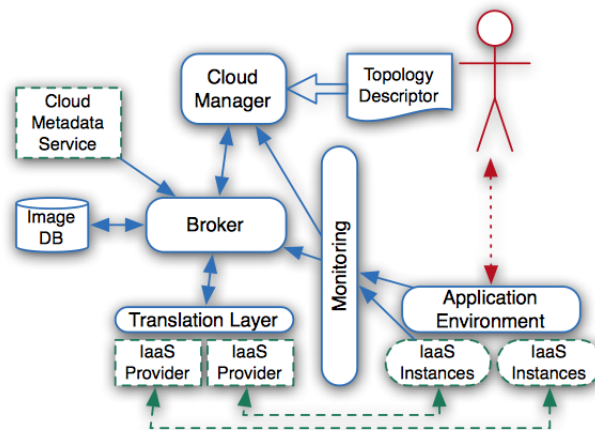 Cloud
Manager
Topology
Descriptor
Cloud
Metadata
Service
Image
DB
Broker
Monitoring
Translation Layer
Application
Environment
IaaS
Provider
IaaS
Provider
IaaS
Instances
IaaS
Instances